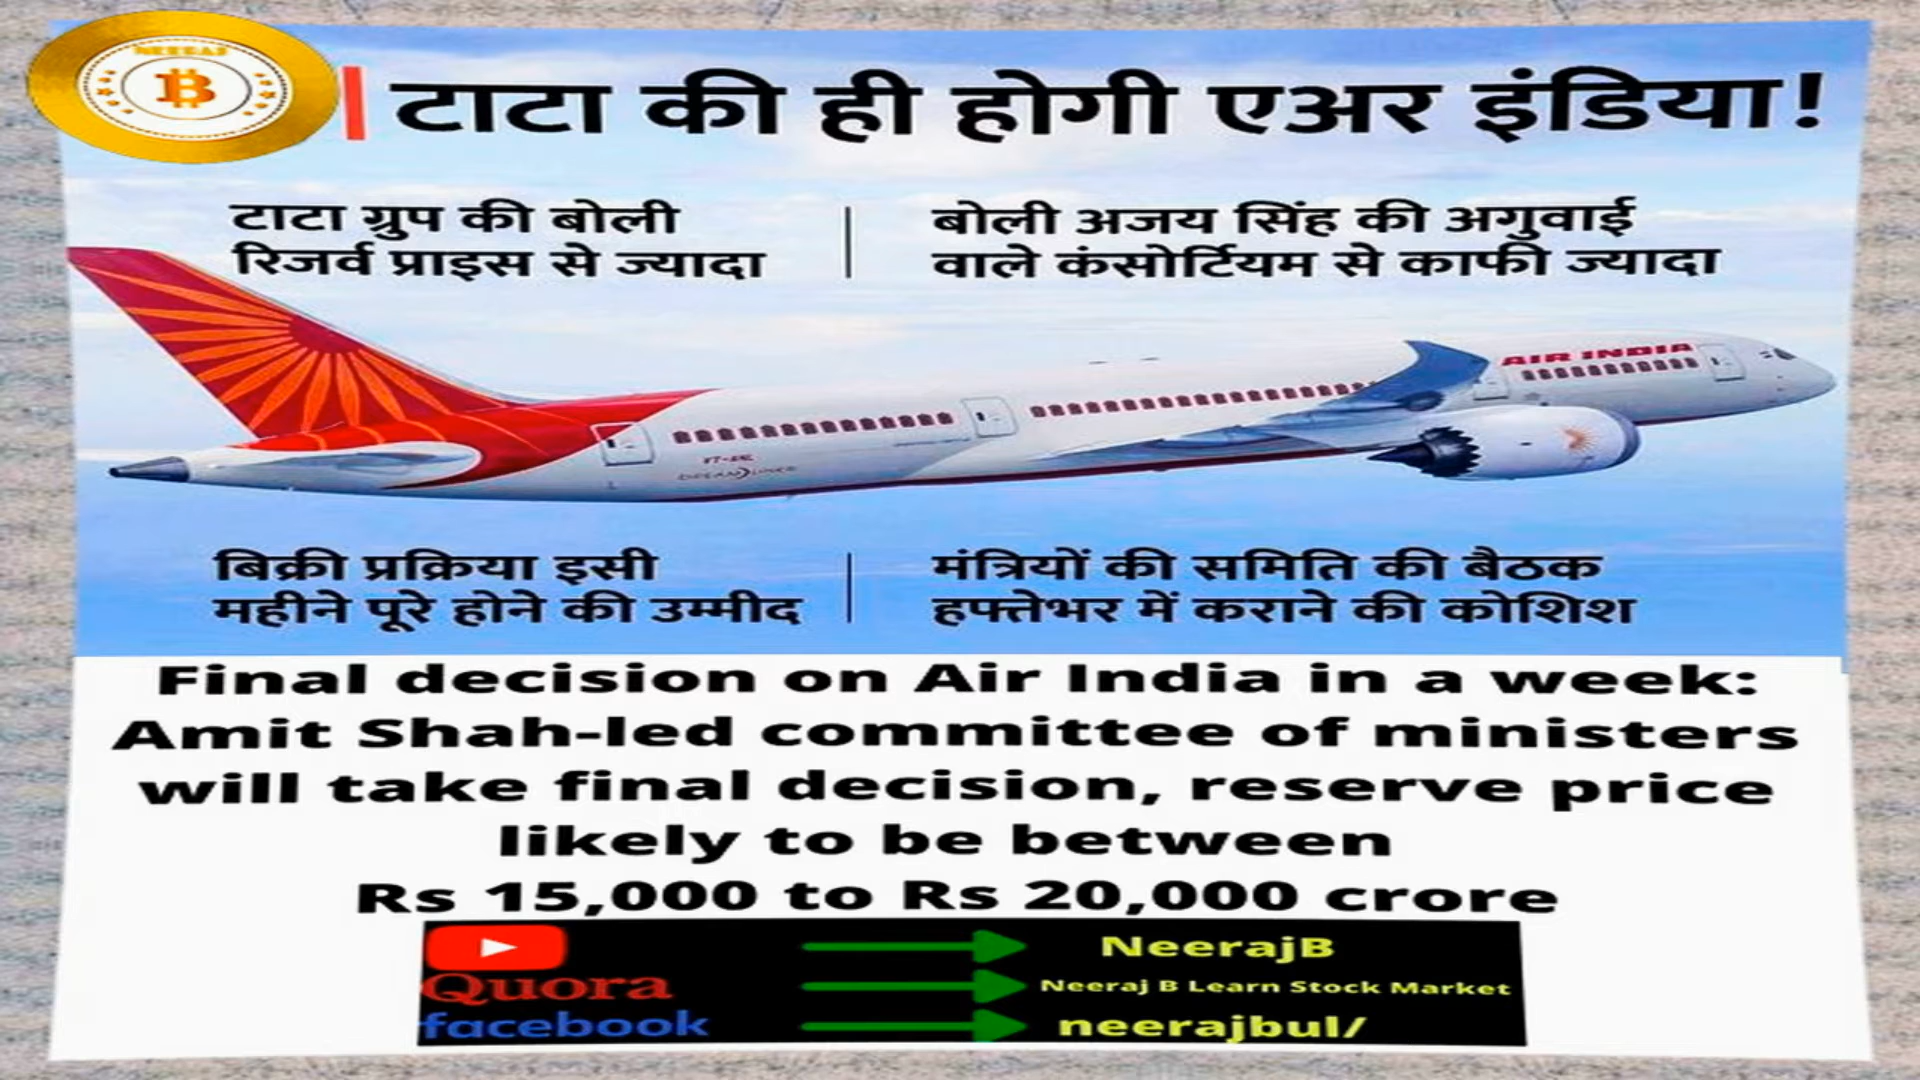 NEERAJ
टाटा की ही होगी एअर इंडिया!
टाटा ग्रुप की बोली
रिजर्व प्राइस से ज्यादा
बोली अजय सिंह की अगुवाई
वाले कंसोर्टियम से काफी ज्यादा
AIR INDIA
बिक्री प्रक्रिया इसी
महीने पूरे होने की उम्मीद
मंत्रियों की समिति की बैठक
हफ्तेभर में कराने की कोशिश
Final decision on Air India in a week:
Amit Shah-led committee of ministers
will take final decision, reserve price
likely to be between
Rs 15,000 to Rs 20,000 crore
NeerajB
Quora Neeraj B Learn Stock Market
facebook neerajbul/